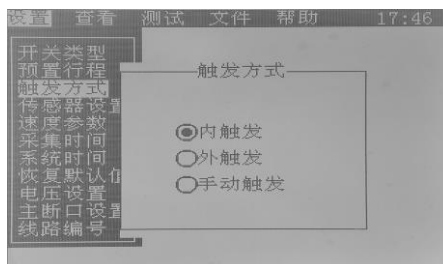 设置 查看 测试 文件 帮助 17:46
开关类型
预置行程
触发方式
传感器设置
速度参数
采集时间
系统时间
恢复默认值
电压设置
主断口设置
线路编号
触发方式
内触发
外触发
手动触发